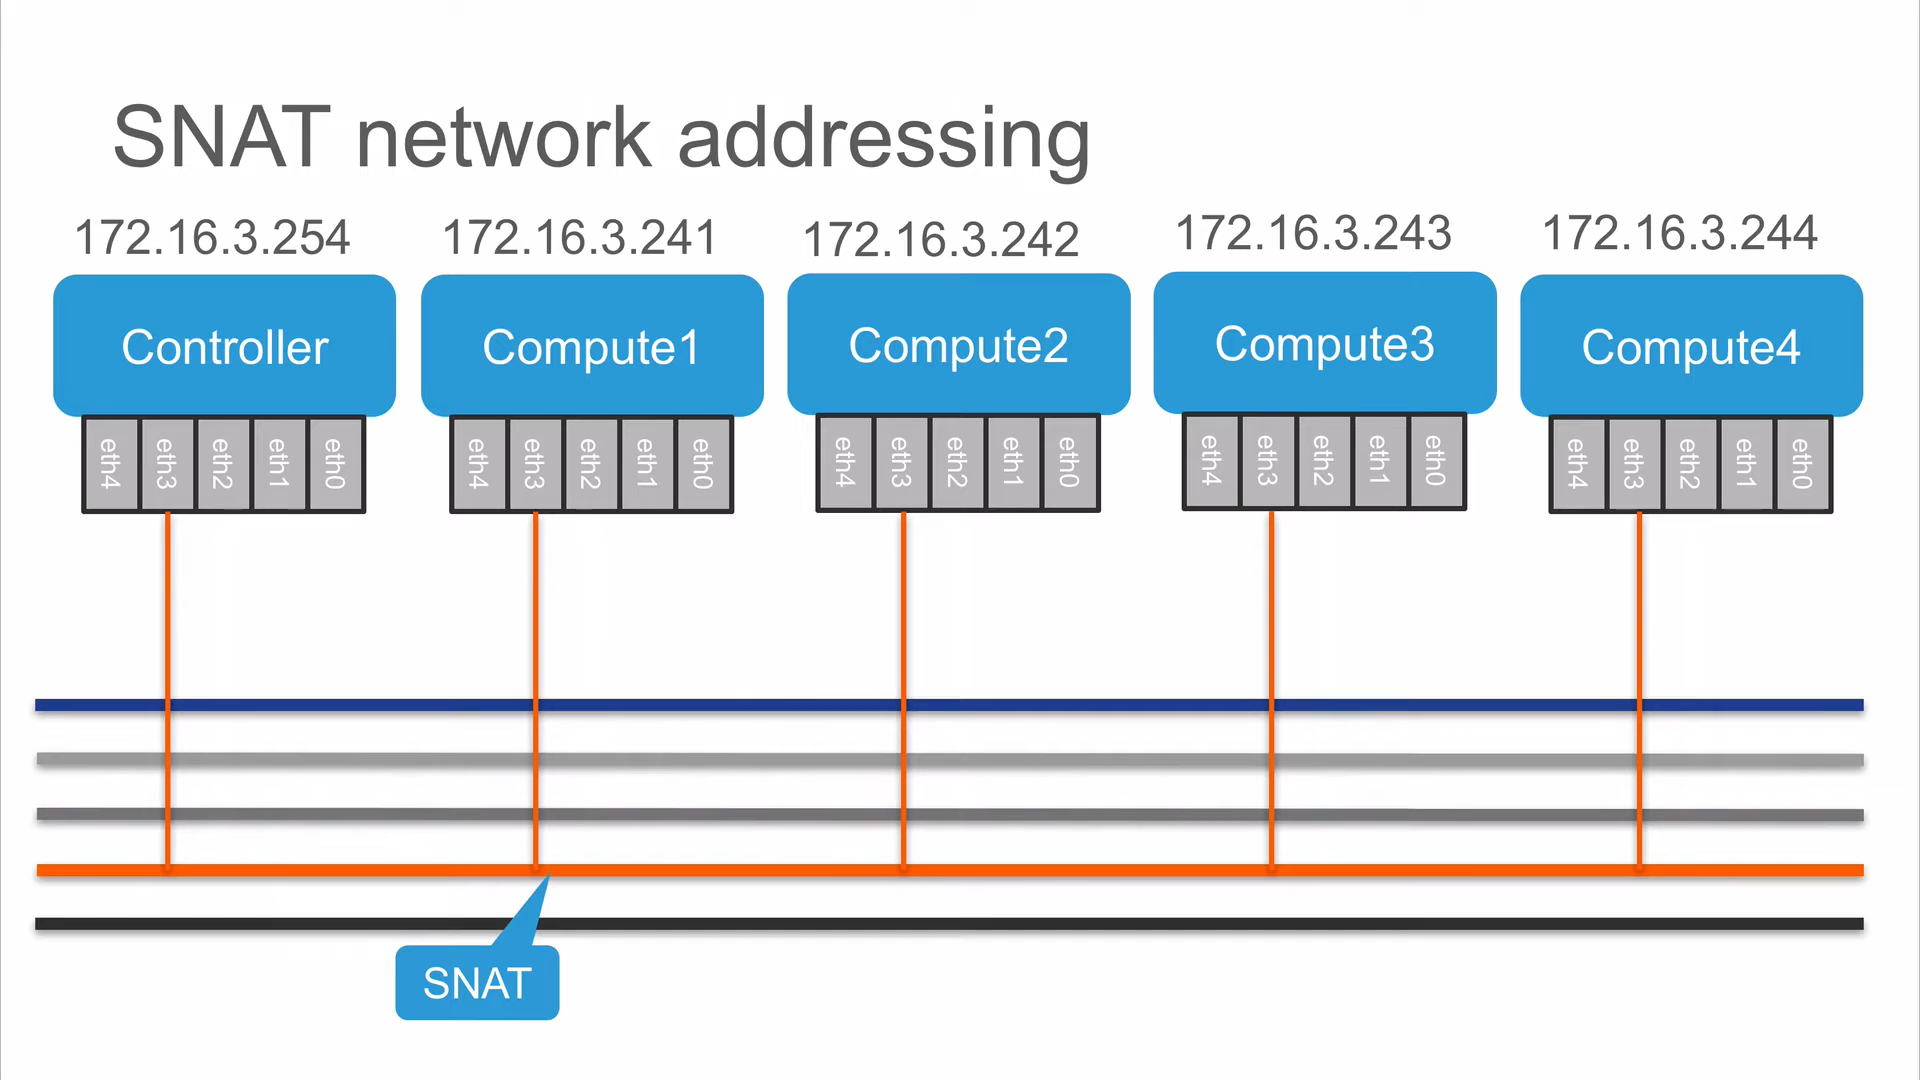 SNAT network addressing
172.16.3.254 172.16.3.241 172.16.3.242 172.16.3.243 172.16.3.244
Controller Compute1 Compute2 Compute3 Compute4
eth4 eth3 eth2 eth1 eth0 eth4 eth3 eth2 eth1 eth0 eth4 eth3 eth2 eth1 eth0 eth4 eth3 eth2 eth1 eth0 eth4 eth3 eth2 eth1 eth0
SNAT